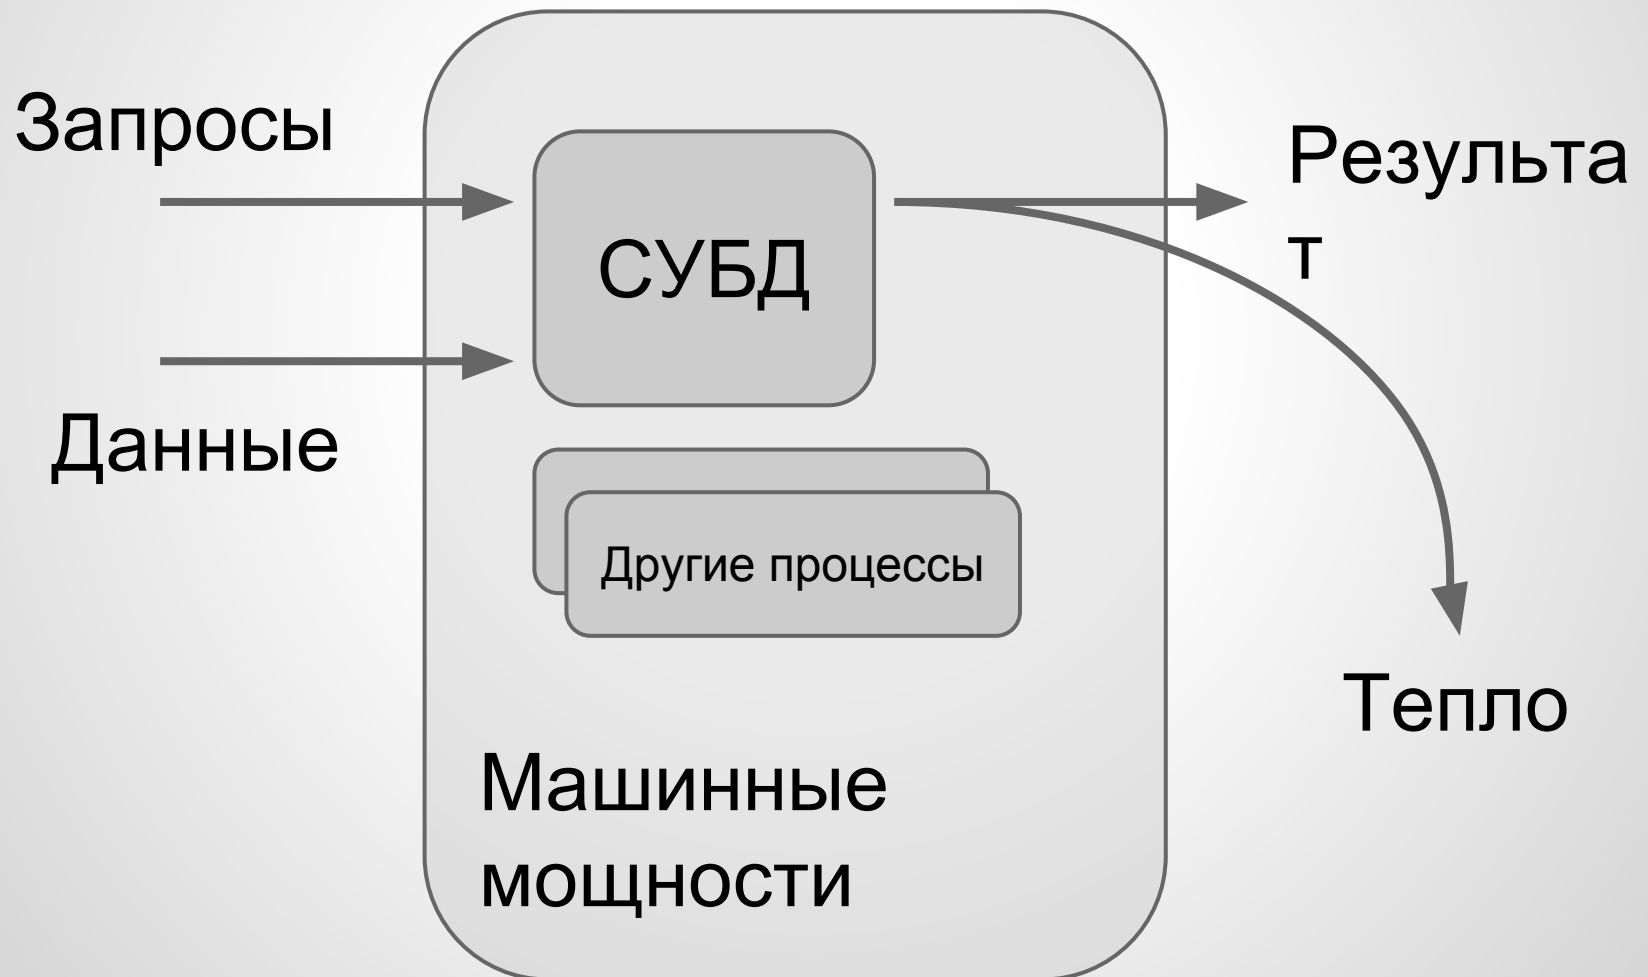 Запросы
Результа
т
СУБД
Данные
Другие процессы
Тепло
Машинные
мощности